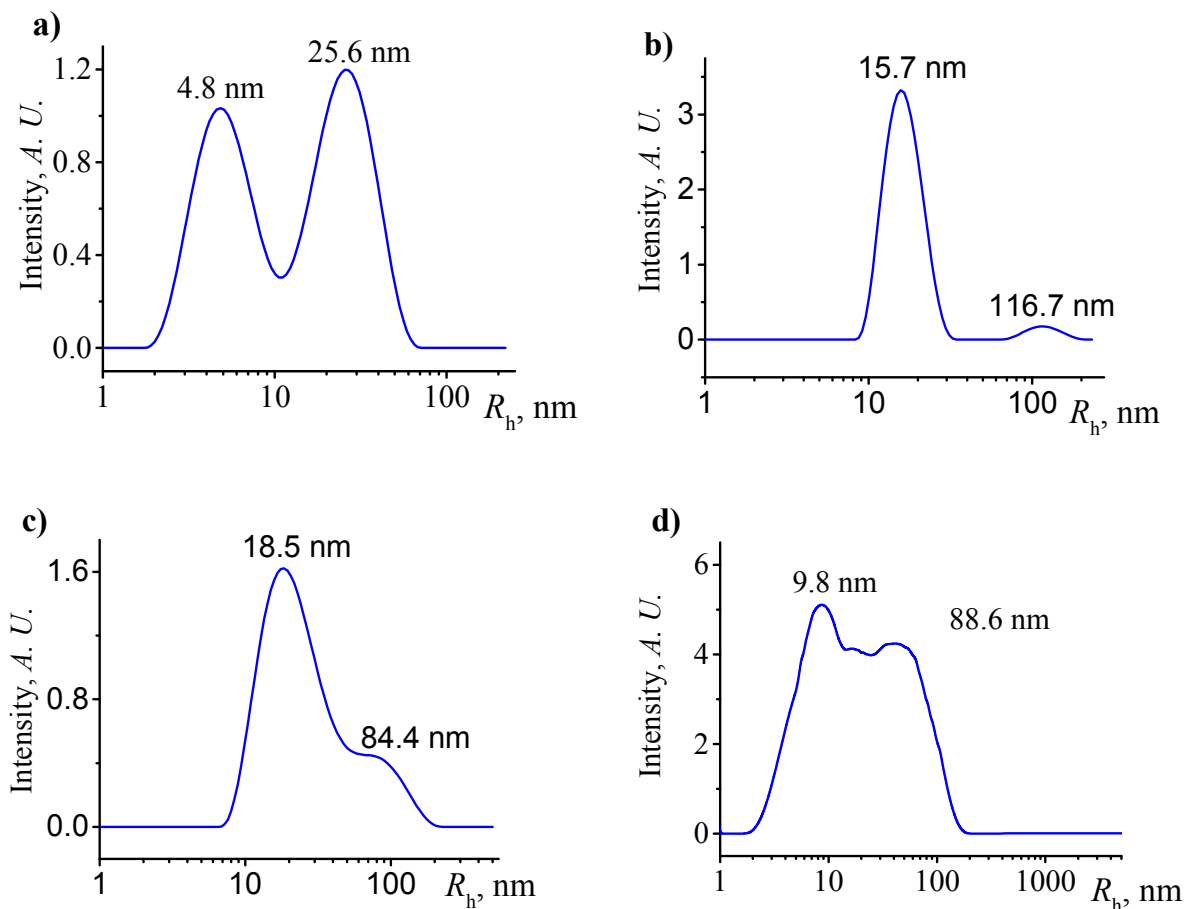 a)
25.6 nm
4.8 nm
1.2
0.8
0.4
0.0
Intensity, A. U.
1
10
100
Rh, nm
b)
15.7 nm
116.7 nm
3
2
1
0
Intensity, A. U.
1
10
100
Rh, nm
c)
18.5 nm
84.4 nm
1.6
0.8
0.0
Intensity, A. U.
1
10
100
Rh, nm
d)
9.8 nm
88.6 nm
6
4
2
0
Intensity, A. U.
1
10
100
1000
Rh, nm